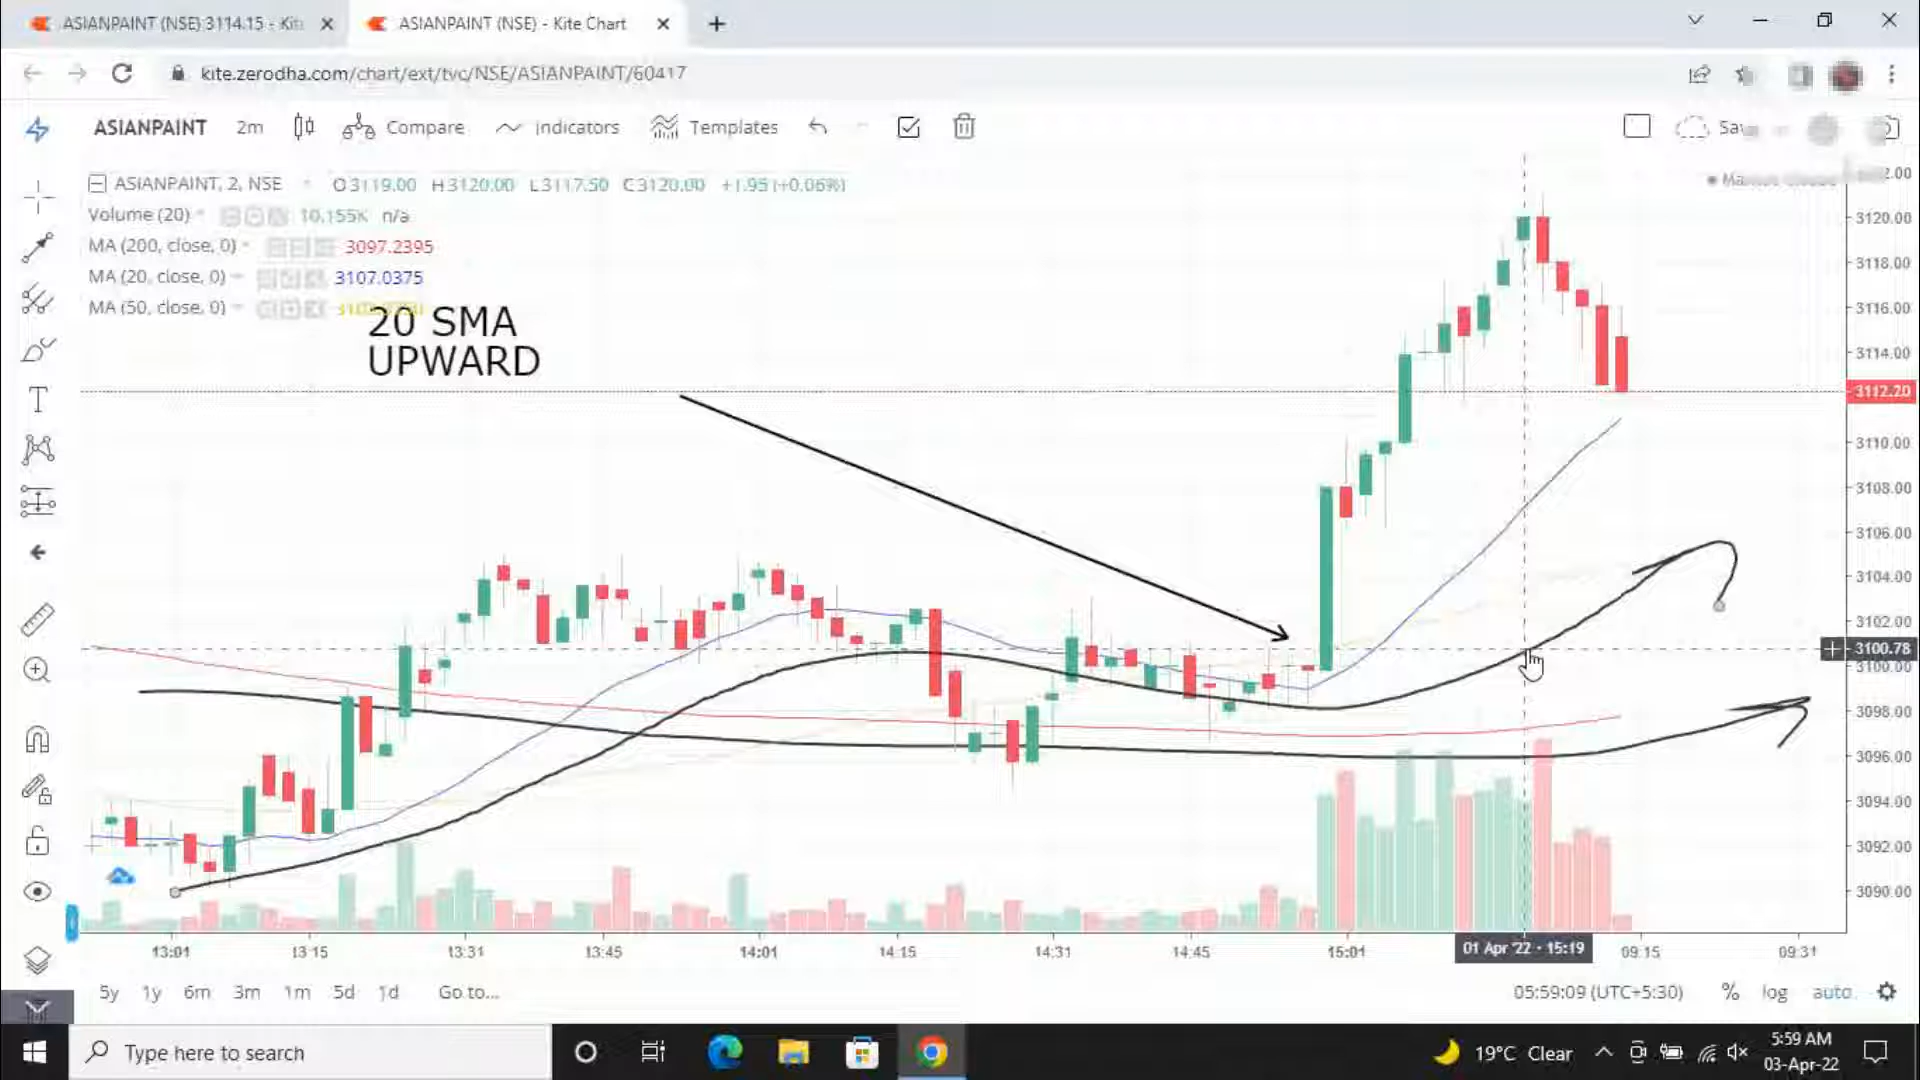 ASIANPAINT (NSE) 3114.15 - Kit
ASIANPAINT (NSE) - Kite Chart
kite.zerodha.com/chart/ext/tvc/NSE/ASIANPAINT/60417
ASIANPAINT 2m Compare Indicators Templates
ASIANPAINT, 2, NSE O3119.00 H3120.00 L3117.50 C3120.00 +1.95 (+0.06%)
Volume (20) 10.155K n/a
MA (200, close, 0) 3097.2395
MA (20, close, 0) 3107.0375
MA (50, close, 0)
20 SMA
UPWARD
3120.00
3118.00
3116.00
3114.00
3112.20
3110.00
3108.00
3106.00
3104.00
3102.00
3100.78
3100.00
3098.00
3096.00
3094.00
3092.00
3090.00
13:01 13:15 13:31 13:45 14:01 14:15 14:31 14:45 15:01 01 Apr '22 - 15:19 09:15 09:31
5y 1y 6m 3m 1m 5d 1d Go to... 05:59:09 (UTC+5:30) % log auto
Type here to search
19°C Clear
5:59 AM
03-Apr-22